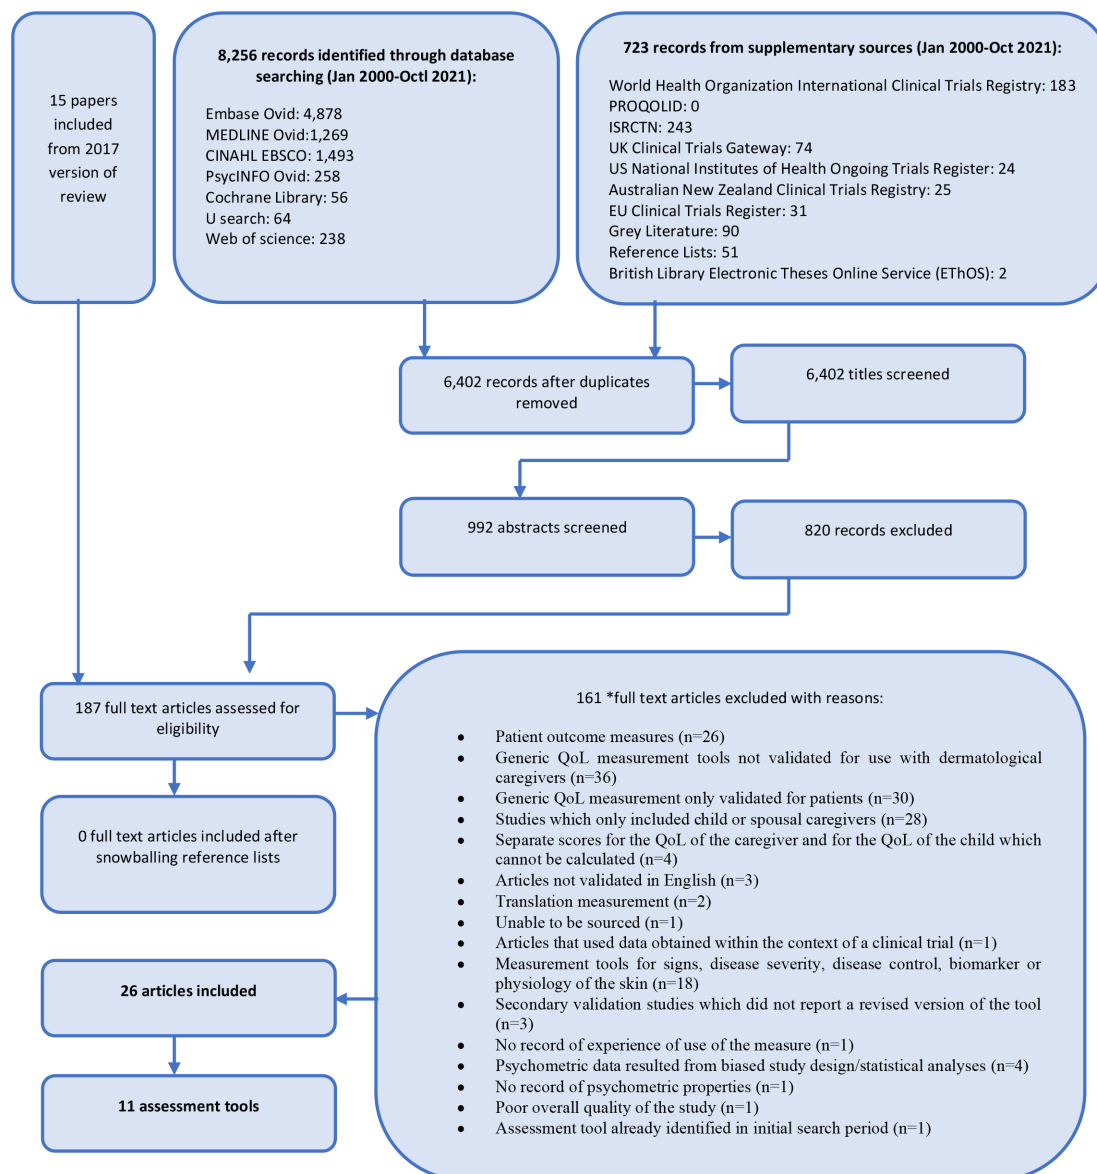 15 papers
included
from 2017
version of
review
8,256 records identified through database
searching (Jan 2000-Octl 2021):
Embase Ovid: 4,878
MEDLINE Ovid:1,269
CINAHL EBSCO: 1,493
PsycINFO Ovid: 258
Cochrane Library: 56
U search: 64
Web of science: 238
723 records from supplementary sources (Jan 2000-Oct 2021):
World Health Organization International Clinical Trials Registry: 183
PROQOLID: 0
ISRCTN: 243
UK Clinical Trials Gateway: 74
US National Institutes of Health Ongoing Trials Register: 24
Australian New Zealand Clinical Trials Registry: 25
EU Clinical Trials Register: 31
Grey Literature: 90
Reference Lists: 51
British Library Electronic Theses Online Service (EThOS): 2
6,402 records after duplicates
removed
6,402 titles screened
992 abstracts screened
820 records excluded
187 full text articles assessed for
eligibility
0 full text articles included after
snowballing reference lists
161 *full text articles excluded with reasons:
• Patient outcome measures (n=26)
• Generic QoL measurement tools not validated for use with dermatological
caregivers (n=36)
• Generic QoL measurement only validated for patients (n=30)
• Studies which only included child or spousal caregivers (n=28)
• Separate scores for the QoL of the caregiver and for the QoL of the child which
cannot be calculated (n=4)
• Articles not validated in English (n=3)
• Translation measurement (n=2)
• Unable to be sourced (n=1)
• Articles that used data obtained within the context of a clinical trial (n=1)
• Measurement tools for signs, disease severity, disease control, biomarker or
physiology of the skin (n=18)
• Secondary validation studies which did not report a revised version of the tool
(n=3)
• No record of experience of use of the measure (n=1)
• Psychometric data resulted from biased study design/statistical analyses (n=4)
• No record of psychometric properties (n=1)
• Poor overall quality of the study (n=1)
• Assessment tool already identified in initial search period (n=1)
26 articles included
11 assessment tools